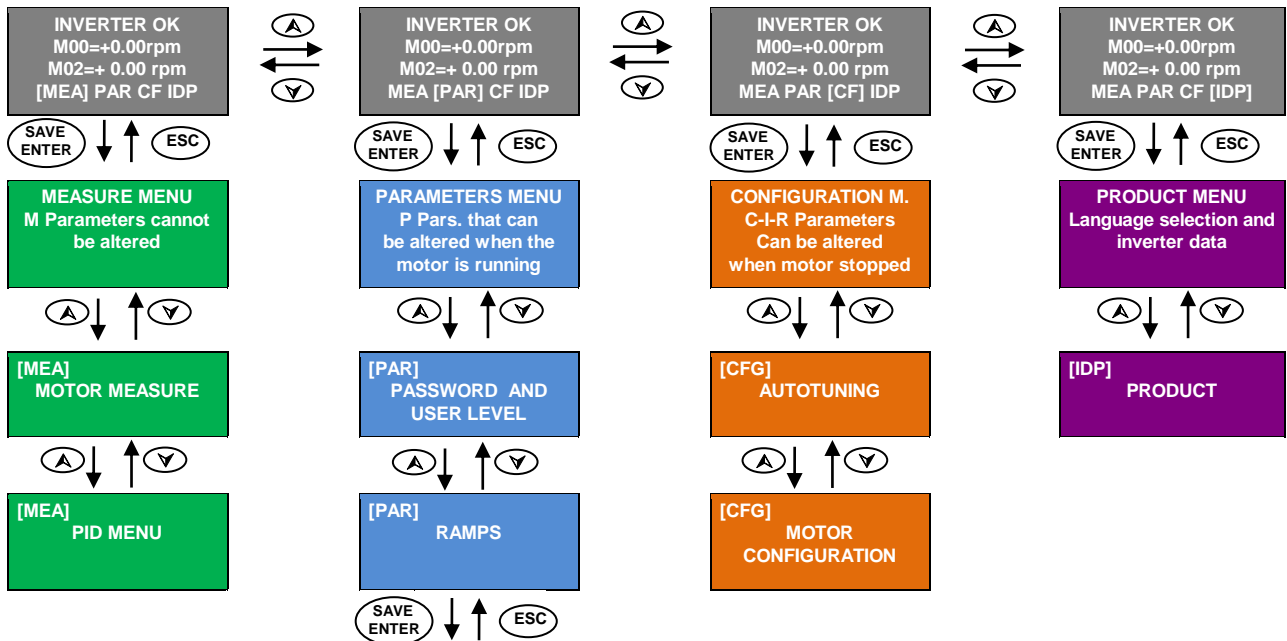 INVERTER OK
M00=+0.00rpm
M02=+ 0.00 rpm
[MEA] PAR CF IDP
INVERTER OK
M00=+0.00rpm
M02=+ 0.00 rpm
MEA [PAR] CF IDP
INVERTER OK
M00=+0.00rpm
M02=+ 0.00 rpm
MEA PAR [CF] IDP
INVERTER OK
M00=+0.00rpm
M02=+ 0.00 rpm
MEA PAR CF [IDP]
SAVE
ENTER
ESC
SAVE
ENTER
ESC
SAVE
ENTER
ESC
SAVE
ENTER
ESC
MEASURE MENU
M Parameters cannot
be altered
PARAMETERS MENU
P Pars. that can
be altered when the
motor is running
CONFIGURATION M.
C-I-R Parameters
Can be altered
when motor stopped
PRODUCT MENU
Language selection and
inverter data
[MEA]
MOTOR MEASURE
[PAR]
PASSWORD AND
USER LEVEL
[CFG]
AUTOTUNING
[IDP]
PRODUCT
[MEA]
PID MENU
[PAR]
RAMPS
[CFG]
MOTOR
CONFIGURATION
SAVE
ENTER
ESC